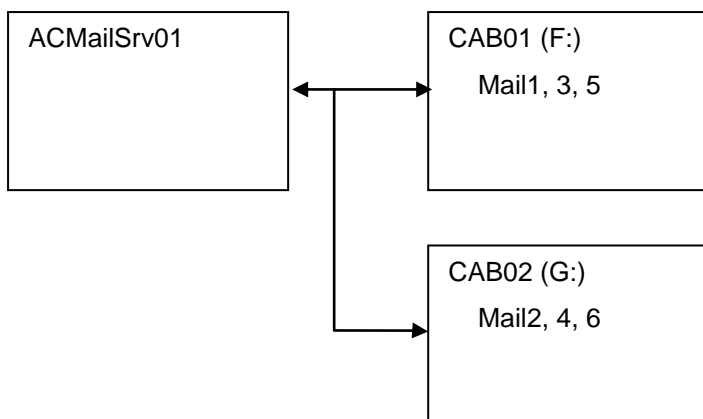 ACMailSrv01
CAB01 (F:)
Mail1, 3, 5
CAB02 (G:)
Mail2, 4, 6